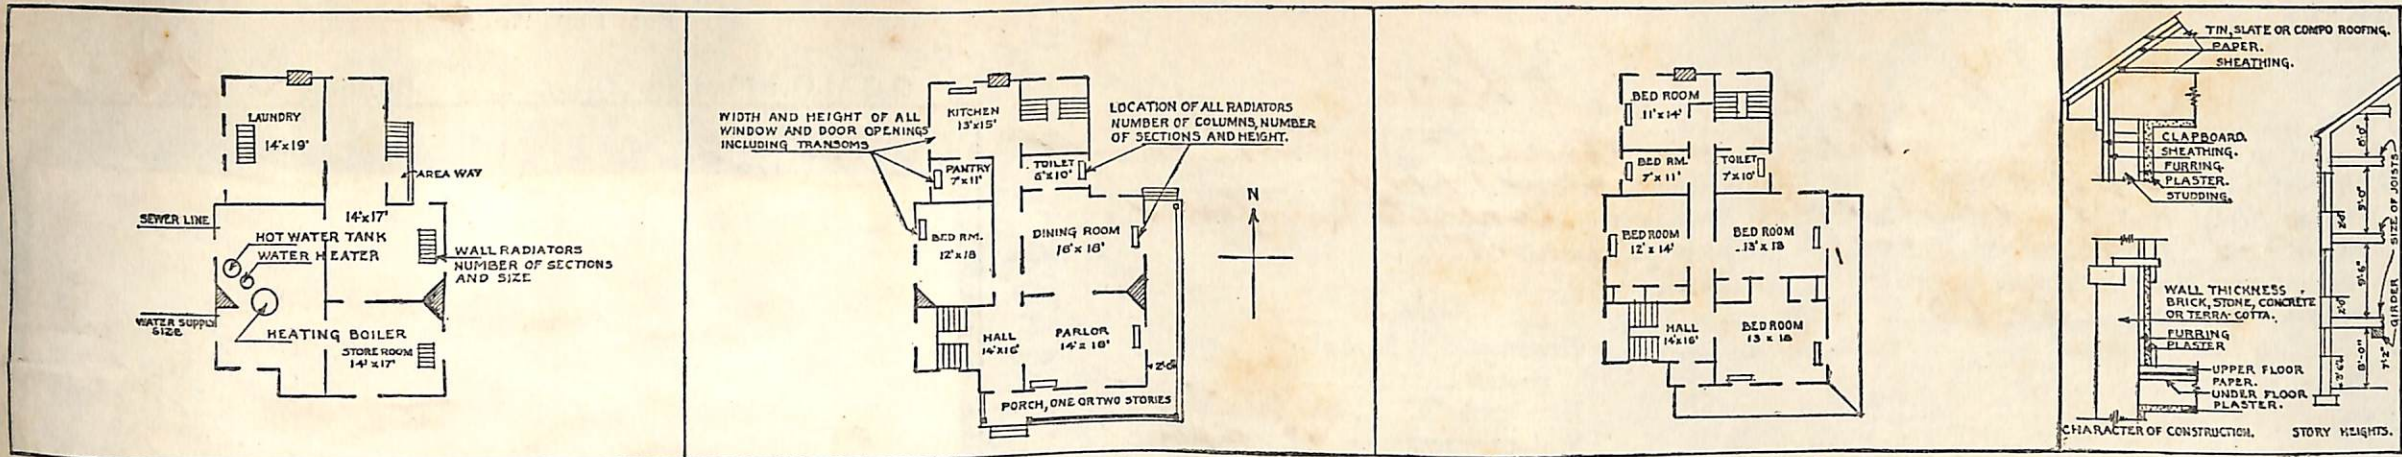 LAUNDRY
14'x19'
AREA WAY
SEWER LINE
14'x17'
HOT WATER TANK
WATER HEATER
WALL RADIATORS
NUMBER OF SECTIONS
AND SIZE
WATER SUPPLY
SIZE
HEATING BOILER
STORE ROOM
14'x17'
WIDTH AND HEIGHT OF ALL
WINDOW AND DOOR OPENINGS
INCLUDING TRANSOMS
KITCHEN
13'x15'
LOCATION OF ALL RADIATORS
NUMBER OF COLUMNS, NUMBER
OF SECTIONS AND HEIGHT.
PANTRY
7'x11'
TOILET
6'x10'
N
BED RM.
12'x18
DINING ROOM
16'x18'
HALL
14'x16'
PARLOR
14'x18'
PORCH, ONE OR TWO STORIES
BED ROOM
11'x14'
BED RM.
7'x11'
TOILET
7'x10'
BED ROOM
12'x14'
BED ROOM
13'x18
HALL
14'x16'
BED ROOM
13 x 18
TIN, SLATE OR COMPO ROOFING.
PAPER.
SHEATHING.
CLAPBOARD.
SHEATHING.
FURRING.
PLASTER.
STUDDING.
WALL THICKNESS
BRICK, STONE, CONCRETE
OR TERRA-COTTA.
FURRING
PLASTER
UPPER FLOOR
PAPER.
UNDER FLOOR
PLASTER.
CHARACTER OF CONSTRUCTION.
9'-0"
9'-6"
8'-0"
7'-2"
GIRDER
SIZE OF JOISTS
STORY HEIGHTS.